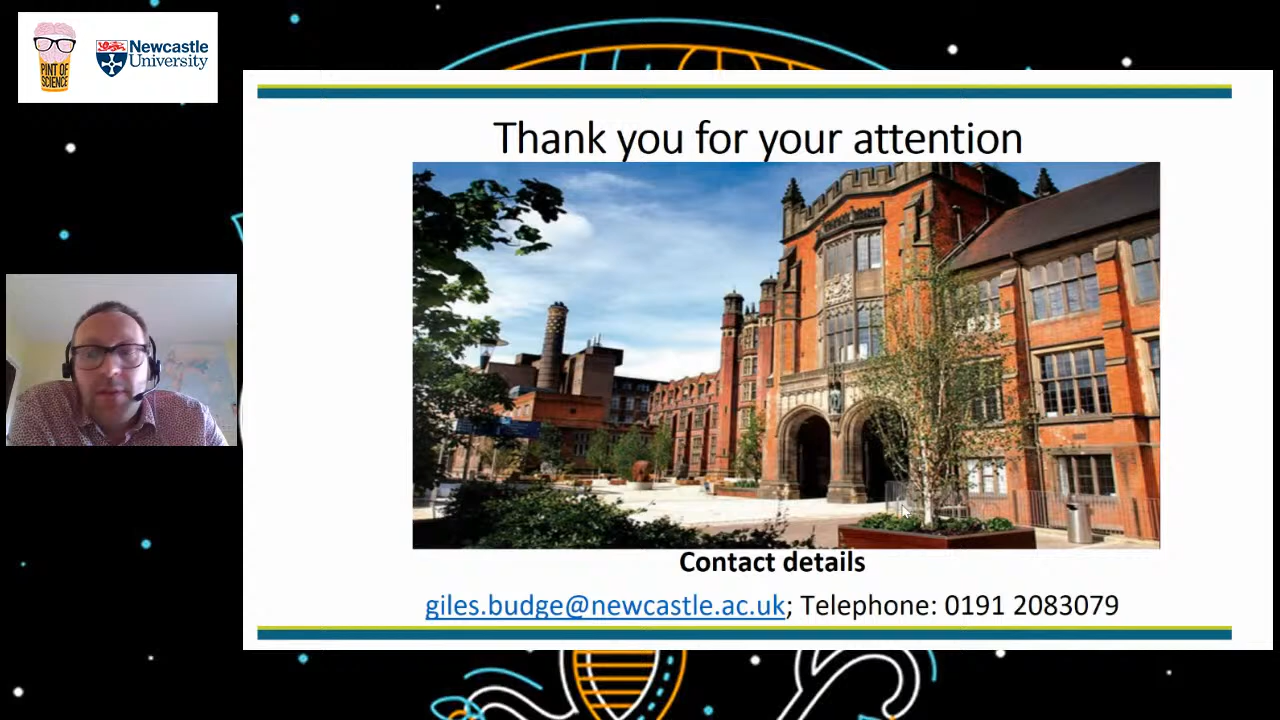 PINT OF
SCIENCE
Newcastle
University
Thank you for your attention
Contact details
giles.budge@newcastle.ac.uk; Telephone: 0191 2083079